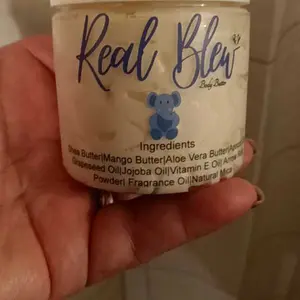 Real Blew
Body Butter
Ingredients
Shea Butter|Mango Butter|Aloe Vera Butter
Grapeseed Oil|Jojoba Oil|Vitamin E Oil|
Powder| Fragrance Oil|Natural Mica